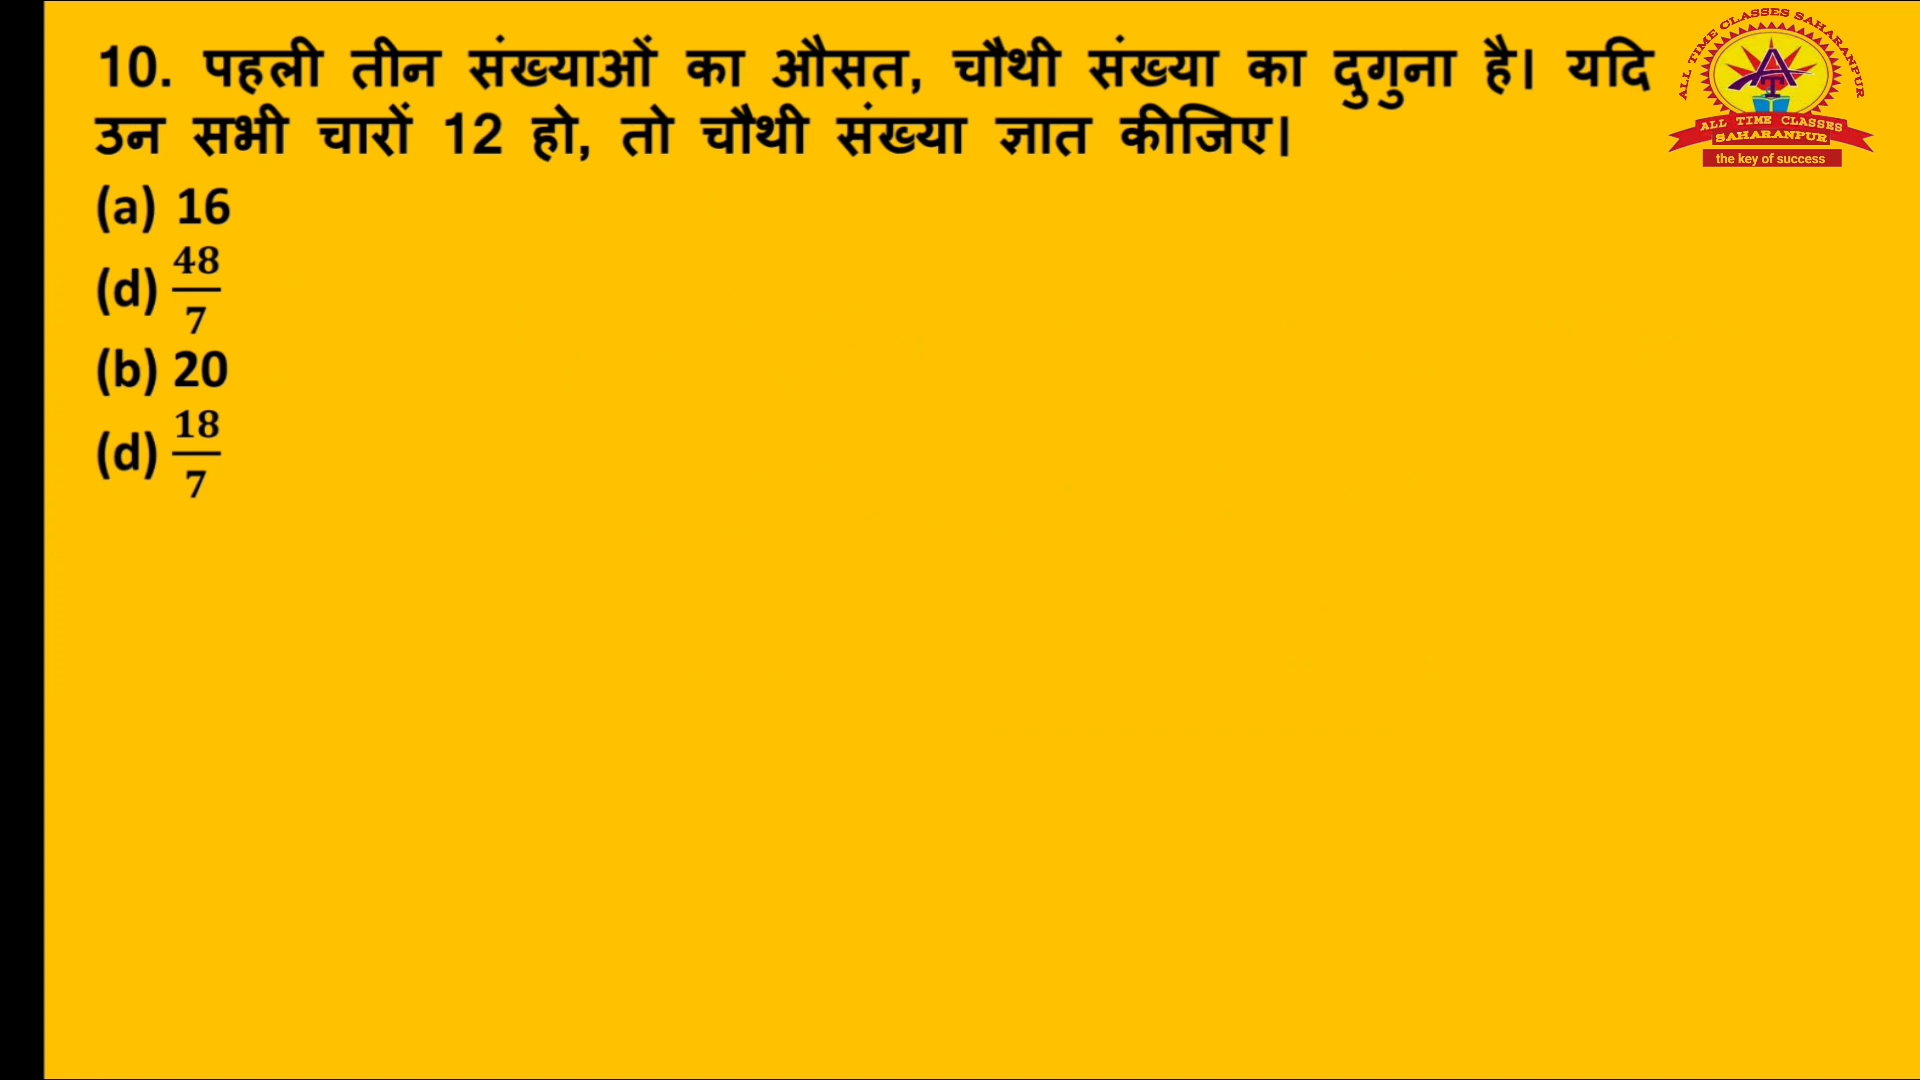 10. पहली तीन संख्याओं का औसत, चौथी संख्या का दुगुना है। यदि
उन सभी चारों 12 हो, तो चौथी संख्या ज्ञात कीजिए।
(a) 16
(d) 48/7
(b) 20
(d) 18/7
ALL TIME CLASSES SAHARANPUR
AT
ALL TIME CLASSES
SAHARANPUR
the key of success